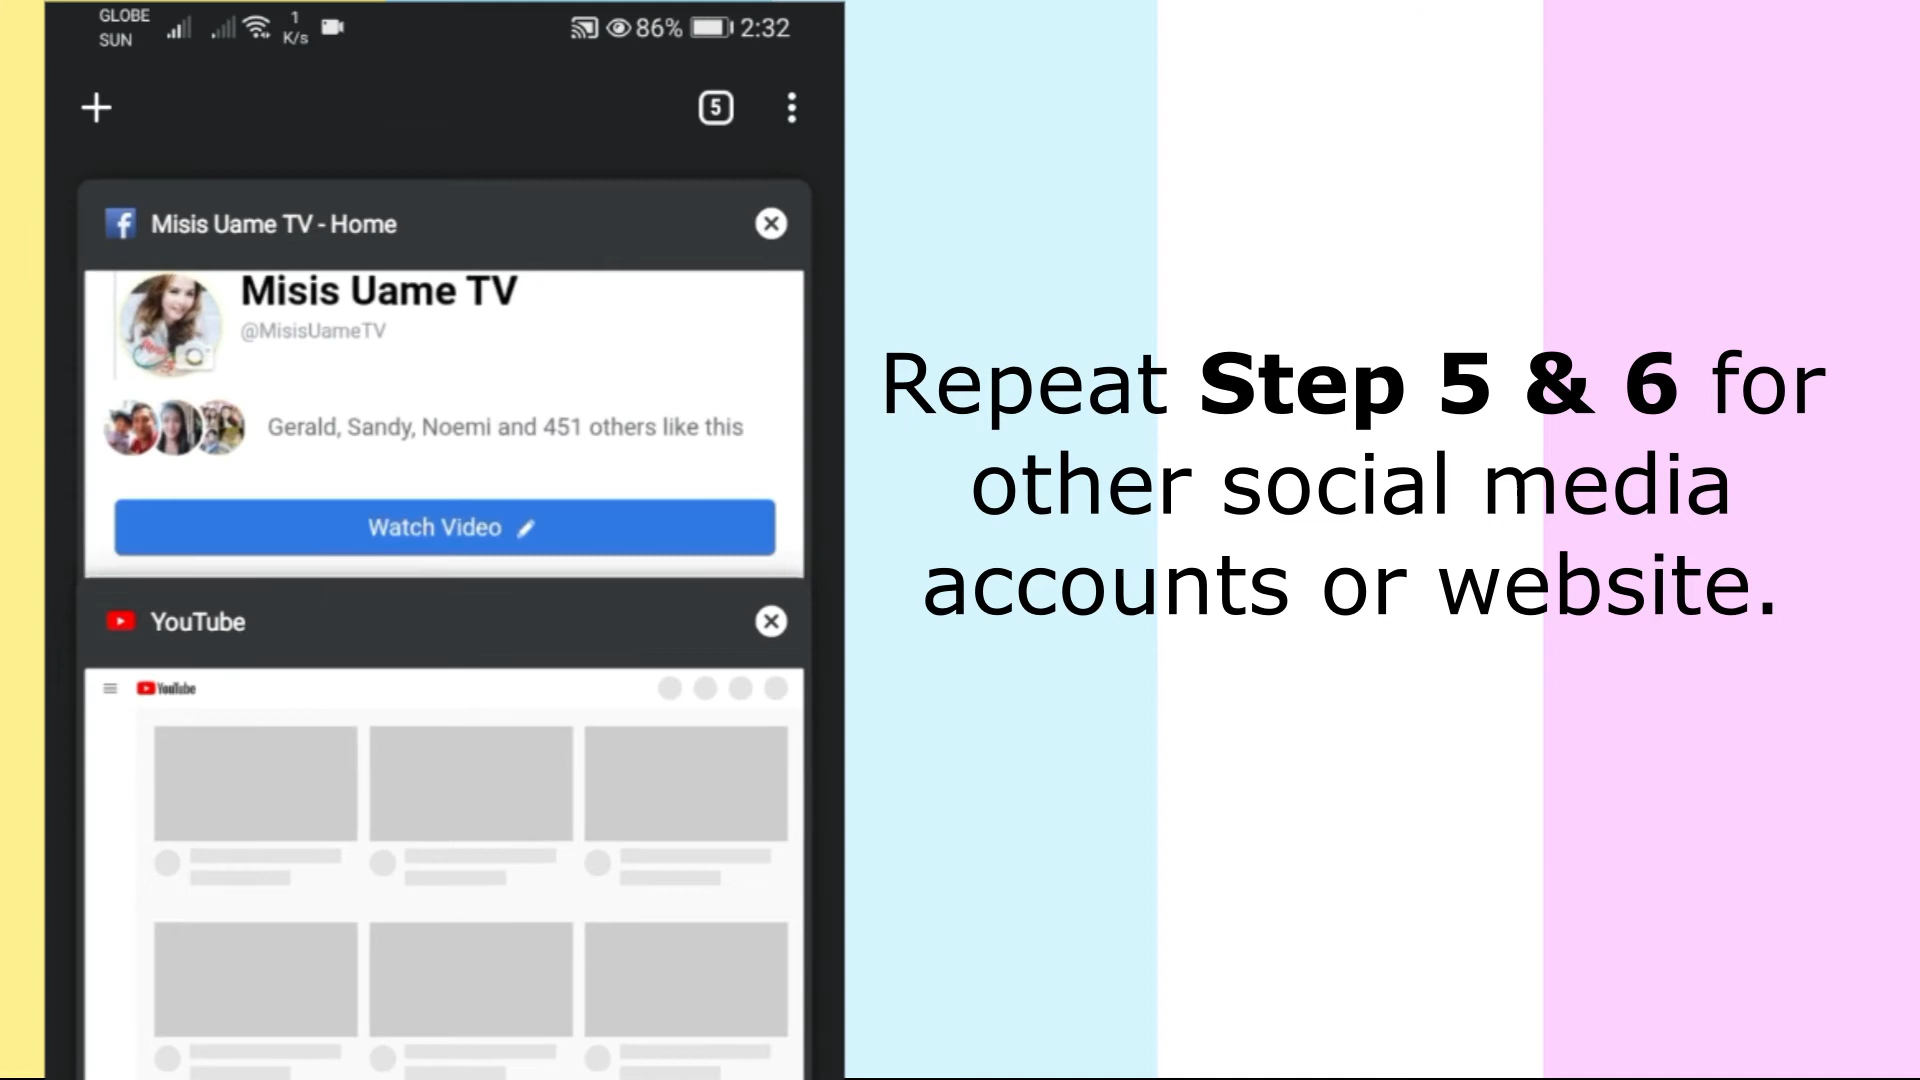 GLOBE
SUN
1
K/s
86%
2:32
5
Misis Uame TV - Home
Misis Uame TV
@MisisUameTV
Gerald, Sandy, Noemi and 451 others like this
Watch Video
YouTube
YouTube
Repeat Step 5 & 6 for
other social media
accounts or website.